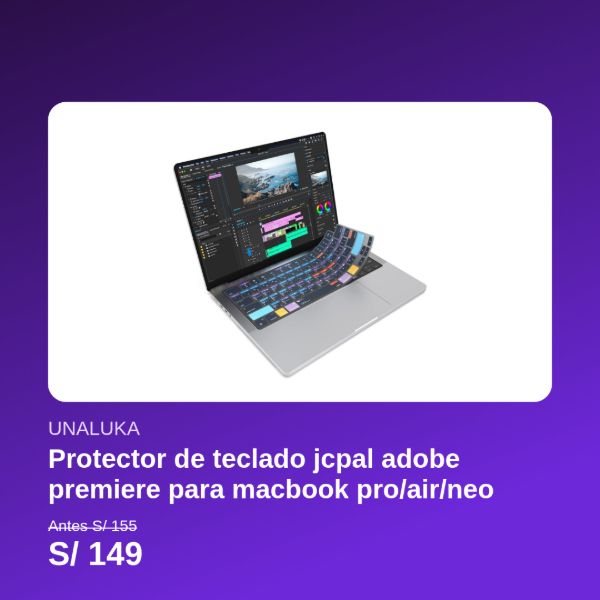 UNALUKA
Protector de teclado jcpal adobe
premiere para macbook pro/air/neo
Antes S/ 155
S/ 149